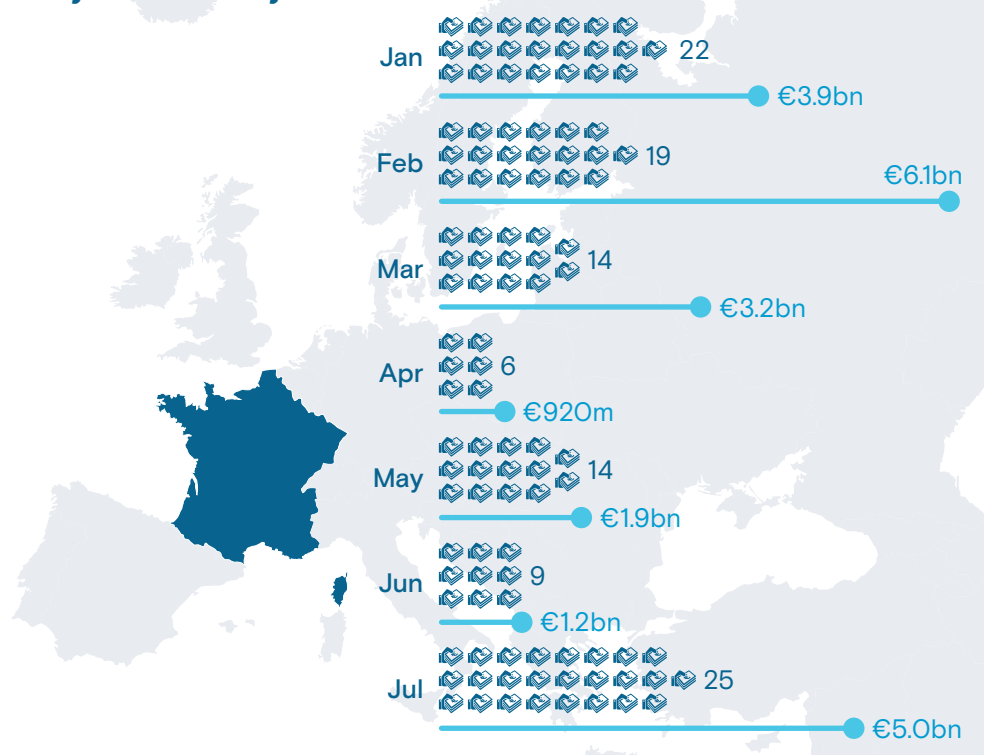 Jan
22
€3.9bn
Feb
19
€6.1bn
Mar
14
€3.2bn
Apr
6
€920m
May
14
€1.9bn
Jun
9
€1.2bn
Jul
25
€5.0bn